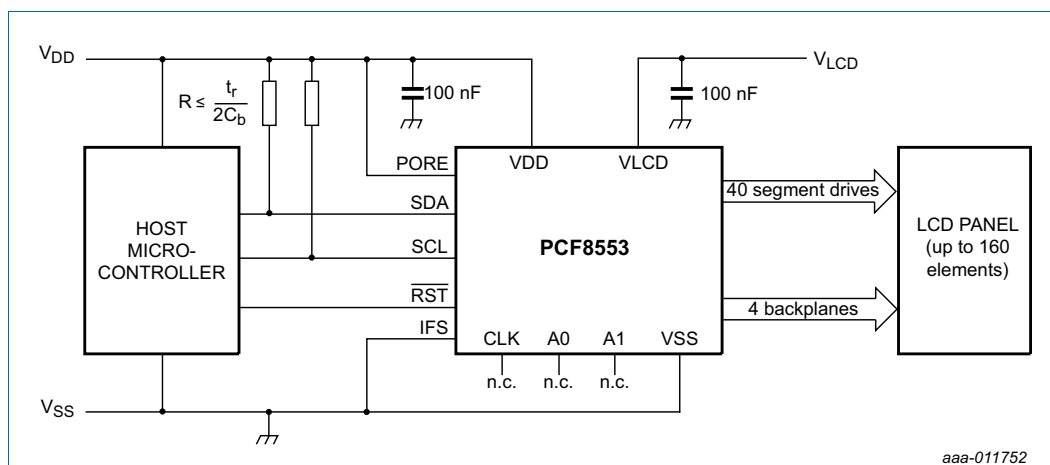 VDD
VLCD
R ≤ tr
2Cb
100 nF
100 nF
PORE
VDD
VLCD
SDA
40 segment drives
HOST
MICRO-
CONTROLLER
LCD PANEL
(up to 160
elements)
SCL
PCF8553
RST
4 backplanes
IFS
CLK
A0
A1
VSS
n.c.
n.c.
n.c.
VSS
aaa-011752